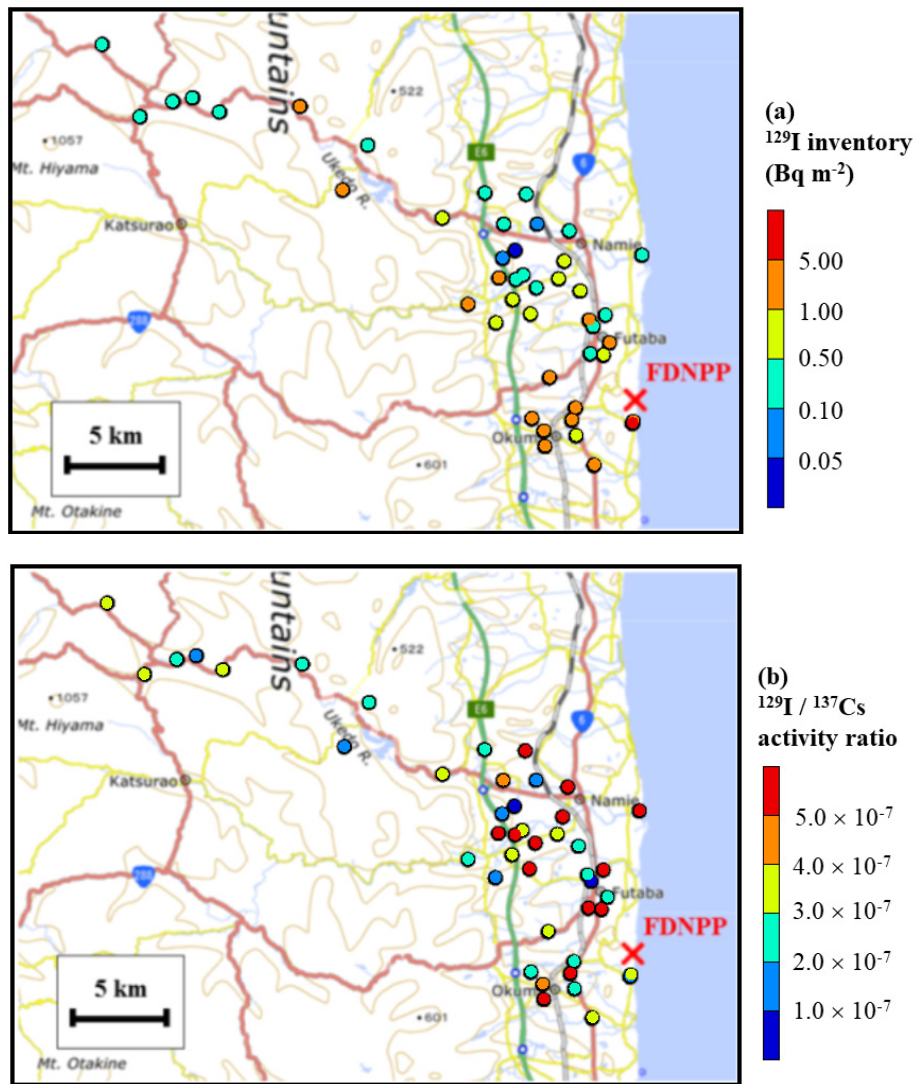 untains
•522
(a)
¹²⁹I inventory
(Bq m⁻²)
•1057
Mt. Hiyama
E6
6
Ukedo R.
Katsurao
Namie
5.00
1.00
0.50
0.10
0.05
288
Futaba
FDNPP
5 km
Okum
•601
Mt. Otakine
untains
•522
(b)
¹²⁹I / ¹³⁷Cs
activity ratio
•1057
Mt. Hiyama
E6
6
Ukedo R.
Katsurao
Namie
5.0 × 10⁻⁷
4.0 × 10⁻⁷
3.0 × 10⁻⁷
2.0 × 10⁻⁷
1.0 × 10⁻⁷
288
Futaba
FDNPP
5 km
Okum
•601
Mt. Otakine